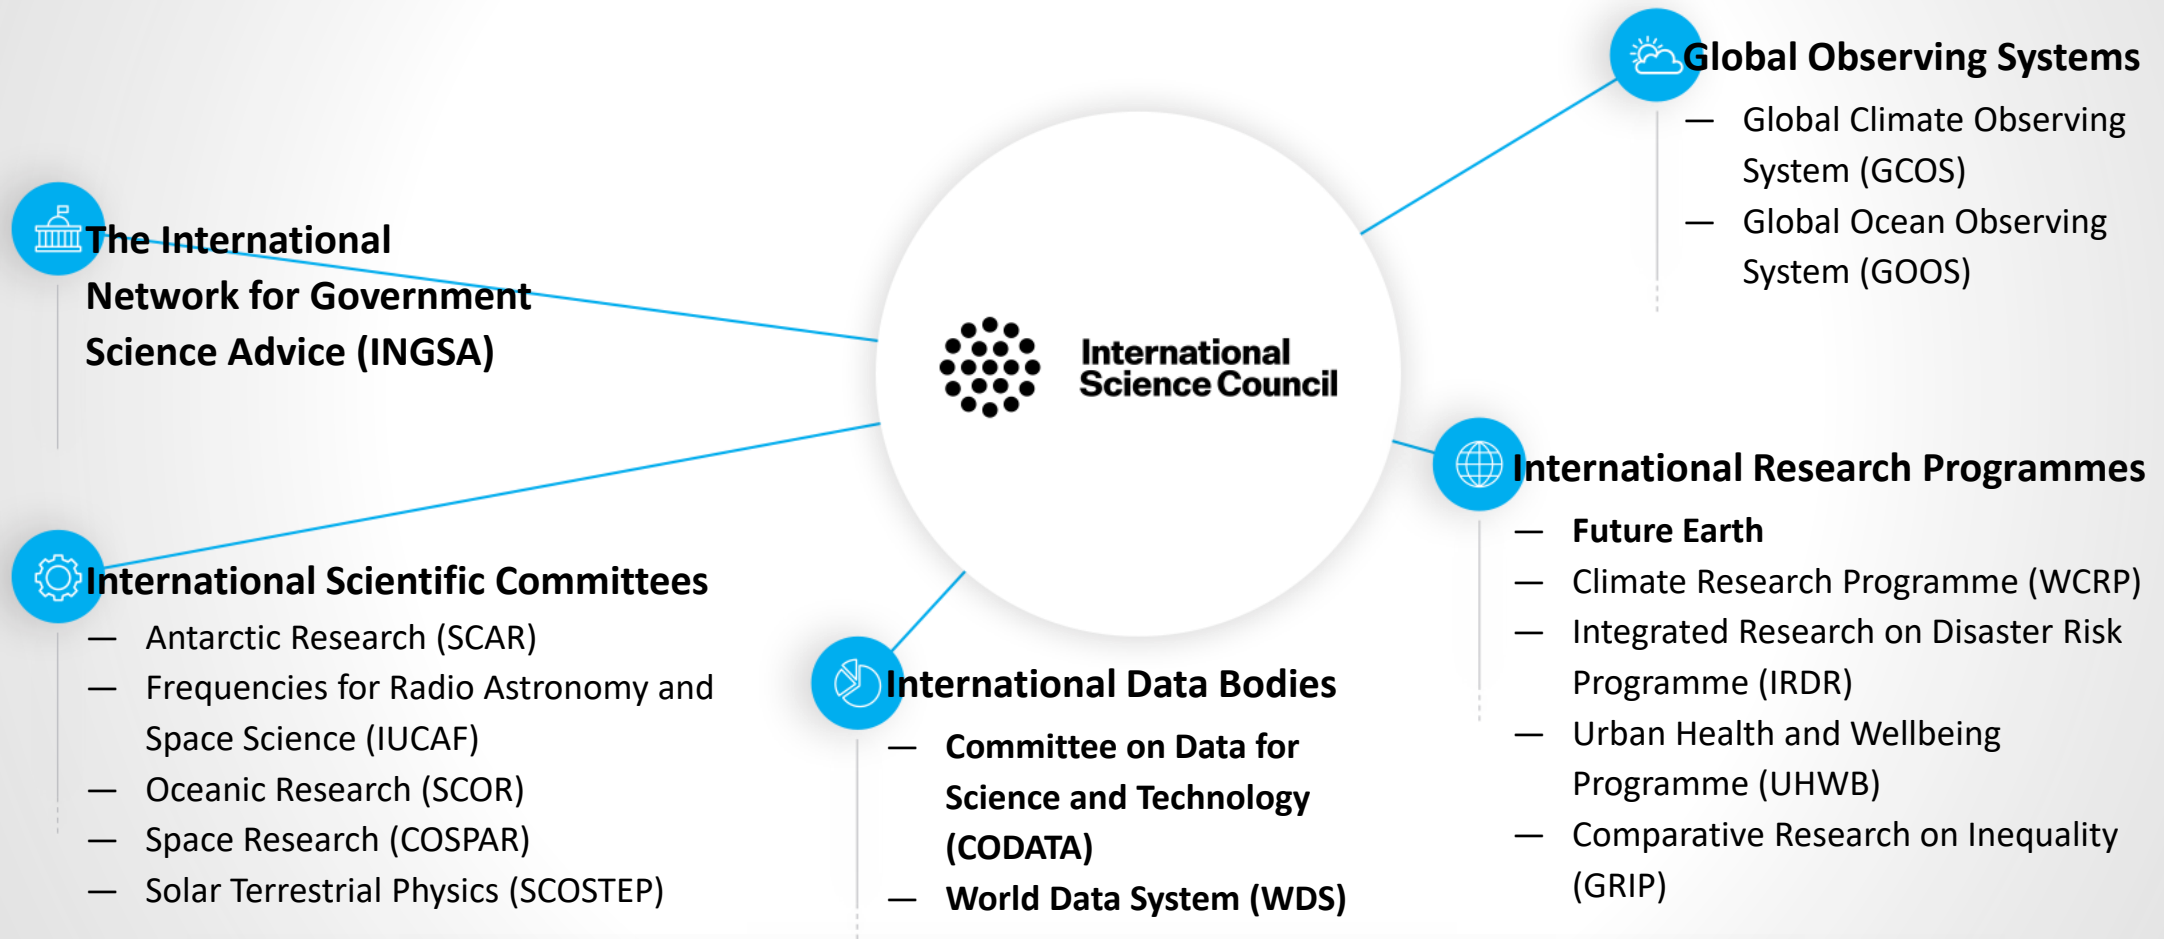 Global Observing Systems
— Global Climate Observing
System (GCOS)
— Global Ocean Observing
System (GOOS)
The International
Network for Government
Science Advice (INGSA)
International
Science Council
International Research Programmes
— Future Earth
— Climate Research Programme (WCRP)
— Integrated Research on Disaster Risk
Programme (IRDR)
— Urban Health and Wellbeing
Programme (UHWB)
— Comparative Research on Inequality
(GRIP)
International Scientific Committees
— Antarctic Research (SCAR)
— Frequencies for Radio Astronomy and
Space Science (IUCAF)
— Oceanic Research (SCOR)
— Space Research (COSPAR)
— Solar Terrestrial Physics (SCOSTEP)
International Data Bodies
— Committee on Data for
Science and Technology
(CODATA)
— World Data System (WDS)